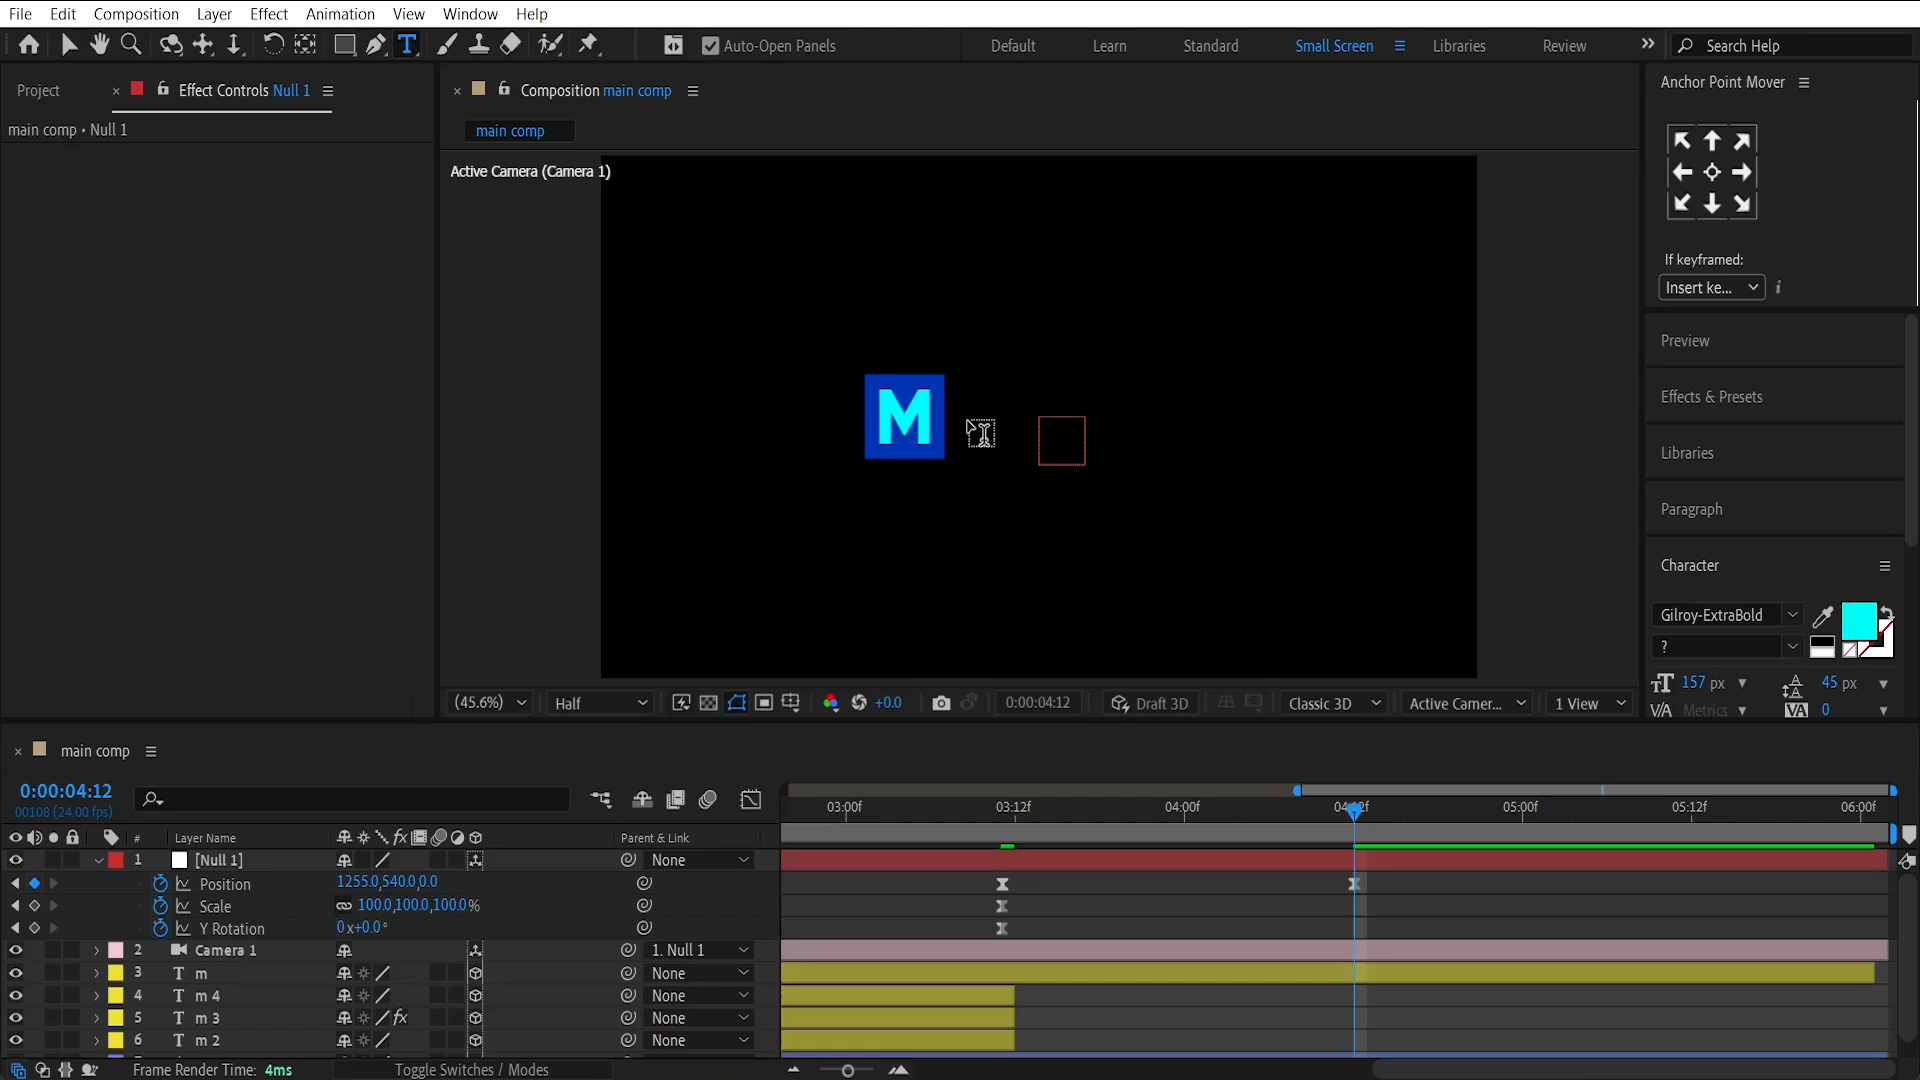 File Edit Composition Layer Effect Animation View Window Help
Auto-Open Panels Default Learn Standard Small Screen Libraries Review Search Help
Project Effect Controls Null 1
main comp • Null 1
Composition main comp
main comp
Active Camera (Camera 1)
M
(45.6%) Half +0.0 0:00:04:12 Draft 3D Classic 3D Active Camer... 1 View
Anchor Point Mover
If keyframed:
Insert ke...
Preview
Effects & Presets
Libraries
Paragraph
Character
Gilroy-ExtraBold
?
157 px 45 px
Metrics 0
main comp
0:00:04:12
00108 (24.00 fps)
03:00f 03:12f 04:00f 04:12f 05:00f 05:12f 06:00f
# Layer Name Parent & Link
1 [Null 1] None
Position 1255.0,540.0,0.0
Scale 100.0,100.0,100.0%
Y Rotation 0x+0.0°
2 Camera 1 1. Null 1
3 T m None
4 T m 4 None
5 T m 3 fx None
6 T m 2 None
Frame Render Time: 4ms Toggle Switches / Modes